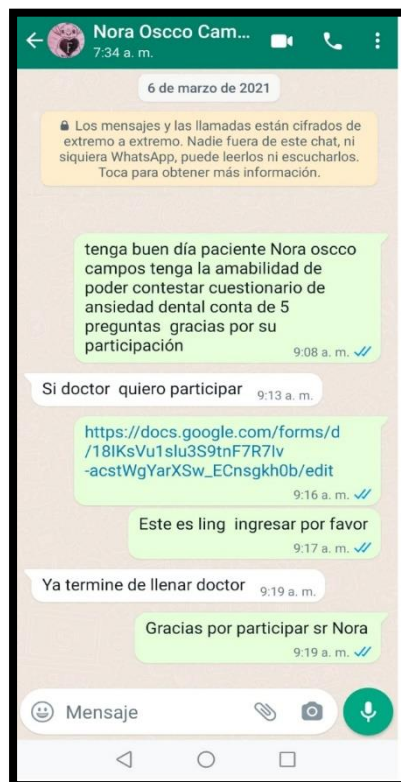 Nora Oscco Cam...
7:34 a. m.
6 de marzo de 2021
Los mensajes y las llamadas están cifrados de
extremo a extremo. Nadie fuera de este chat, ni
siquiera WhatsApp, puede leerlos ni escucharlos.
Toca para obtener más información.
tenga buen día paciente Nora oscco
campos tenga la amabilidad de
poder contestar cuestionario de
ansiedad dental conta de 5
preguntas gracias por su
participación
9:08 a. m.
Si doctor quiero participar
9:13 a. m.
https://docs.google.com/forms/d
/18IKsVu1slu3S9tnF7R7Iv
-acstWgYarXSw_ECnsgkh0b/edit
9:16 a. m.
Este es ling ingresar por favor
9:17 a. m.
Ya termine de llenar doctor
9:19 a. m.
Gracias por participar sr Nora
9:19 a. m.
Mensaje